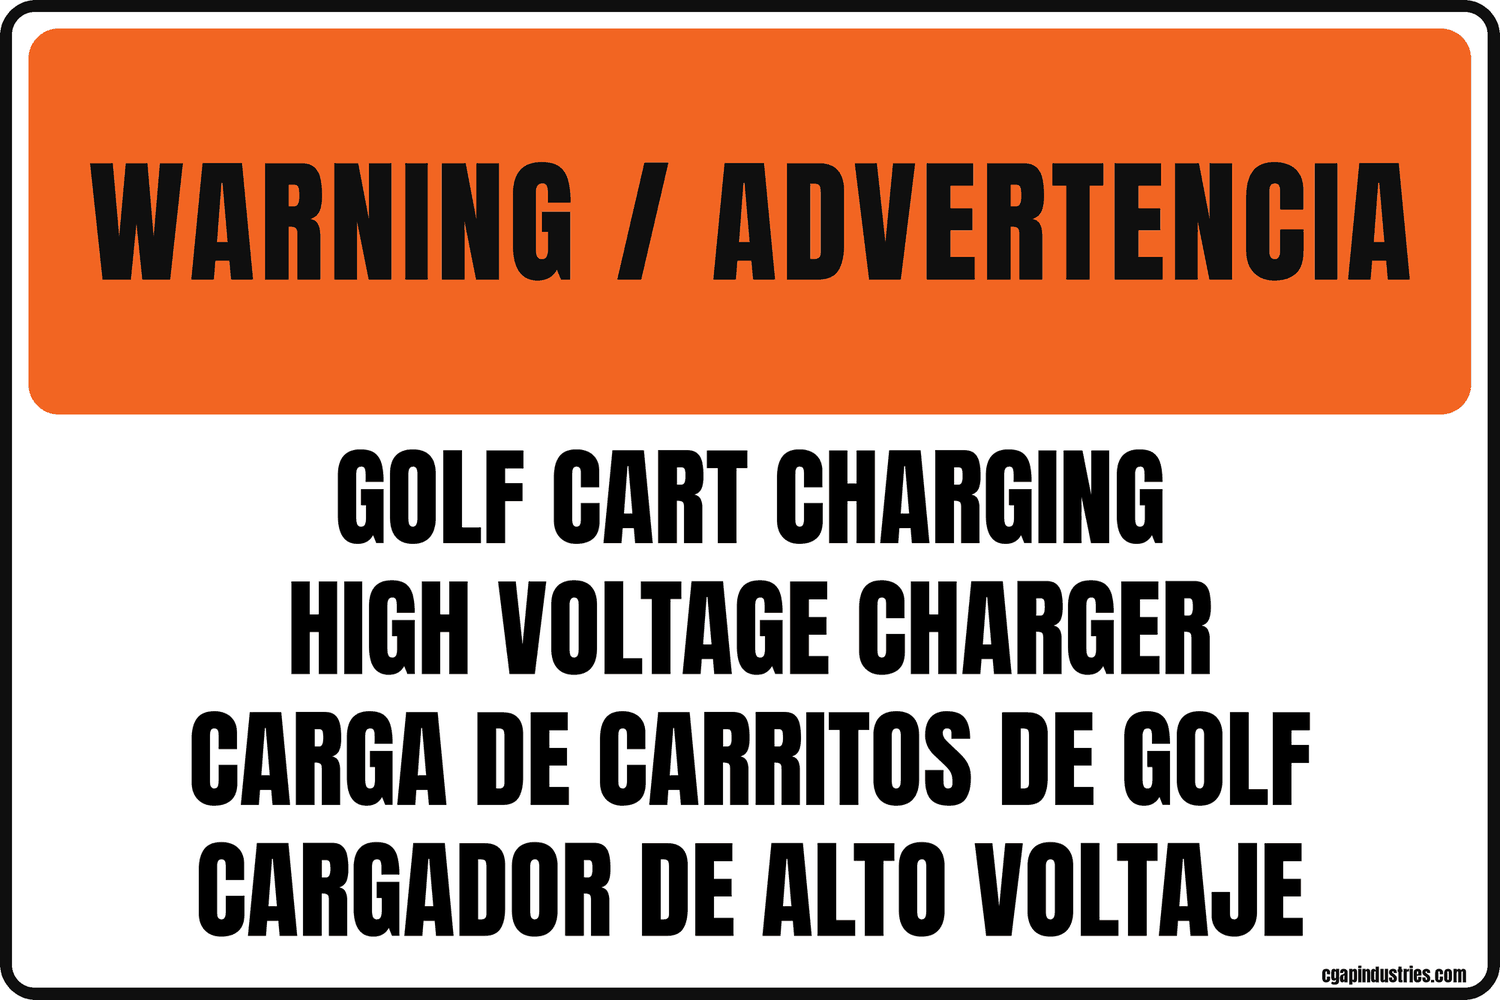 WARNING / ADVERTENCIA
GOLF CART CHARGING
HIGH VOLTAGE CHARGER
CARGA DE CARRITOS DE GOLF
CARGADOR DE ALTO VOLTAJE
cgapindustries.com